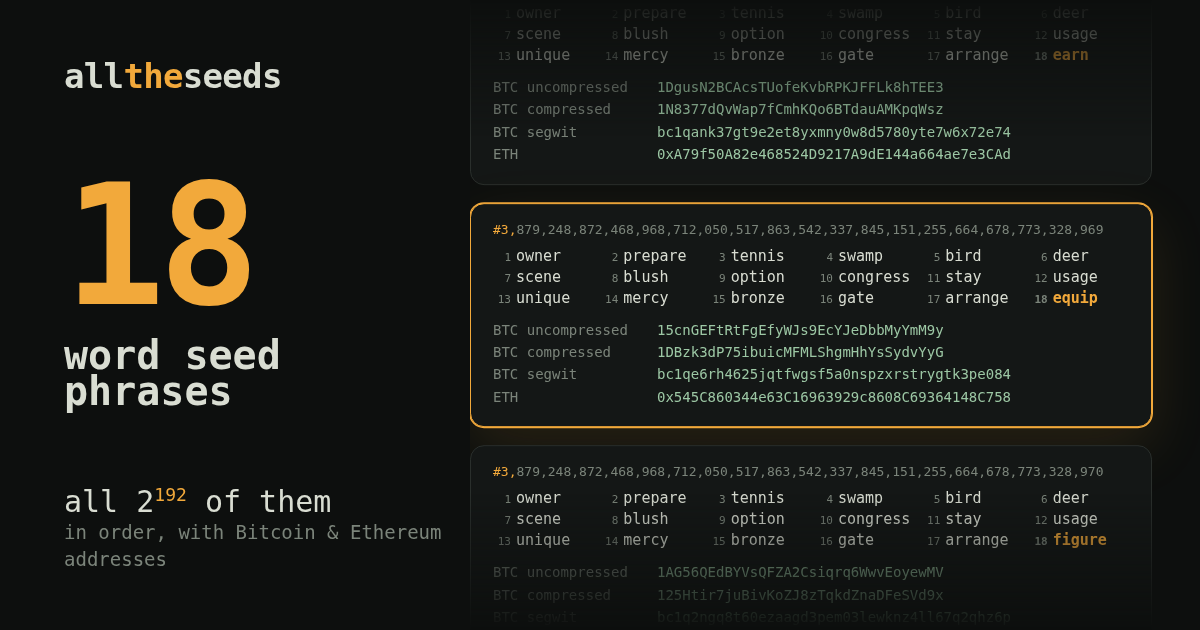 alltheseeds
18
word seed
phrases
all 2192 of them
in order, with Bitcoin & Ethereum
addresses
1 owner 2 prepare 3 tennis 4 swamp 5 bird 6 deer
7 scene 8 blush 9 option 10 congress 11 stay 12 usage
13 unique 14 mercy 15 bronze 16 gate 17 arrange 18 earn
BTC uncompressed 1DgusN2BCAcsTUofeKvbRPKJFFLk8hTEE3
BTC compressed 1N8377dQvWap7fCmhKQo6BTdauAMKpqWsz
BTC segwit bc1qank37gt9e2et8yxmny0w8d5780yte7w6x72e74
ETH 0xA79f50A82e468524D9217A9dE144a664ae7e3CAd
#3,879,248,872,468,968,712,050,517,863,542,337,845,151,255,664,678,773,328,969
1 owner 2 prepare 3 tennis 4 swamp 5 bird 6 deer
7 scene 8 blush 9 option 10 congress 11 stay 12 usage
13 unique 14 mercy 15 bronze 16 gate 17 arrange 18 equip
BTC uncompressed 15cnGEFtRtFgEfyWJs9EcYJeDbbMyYmM9y
BTC compressed 1DBzk3dP75ibuicMFMLShgmHhYsSydvYyG
BTC segwit bc1qe6rh4625jqtfwgsf5a0nspzxrstrygtk3pe084
ETH 0x545C860344e63C16963929c8608C69364148C758
#3,879,248,872,468,968,712,050,517,863,542,337,845,151,255,664,678,773,328,970
1 owner 2 prepare 3 tennis 4 swamp 5 bird 6 deer
7 scene 8 blush 9 option 10 congress 11 stay 12 usage
13 unique 14 mercy 15 bronze 16 gate 17 arrange 18 figure
BTC uncompressed 1AG56QEdBYVsQFZA2Csiqrq6WwvEoyewMV
BTC compressed 125Htir7juBivKoZJ8zTqkdZnaDFeSVd9x
BTC segwit